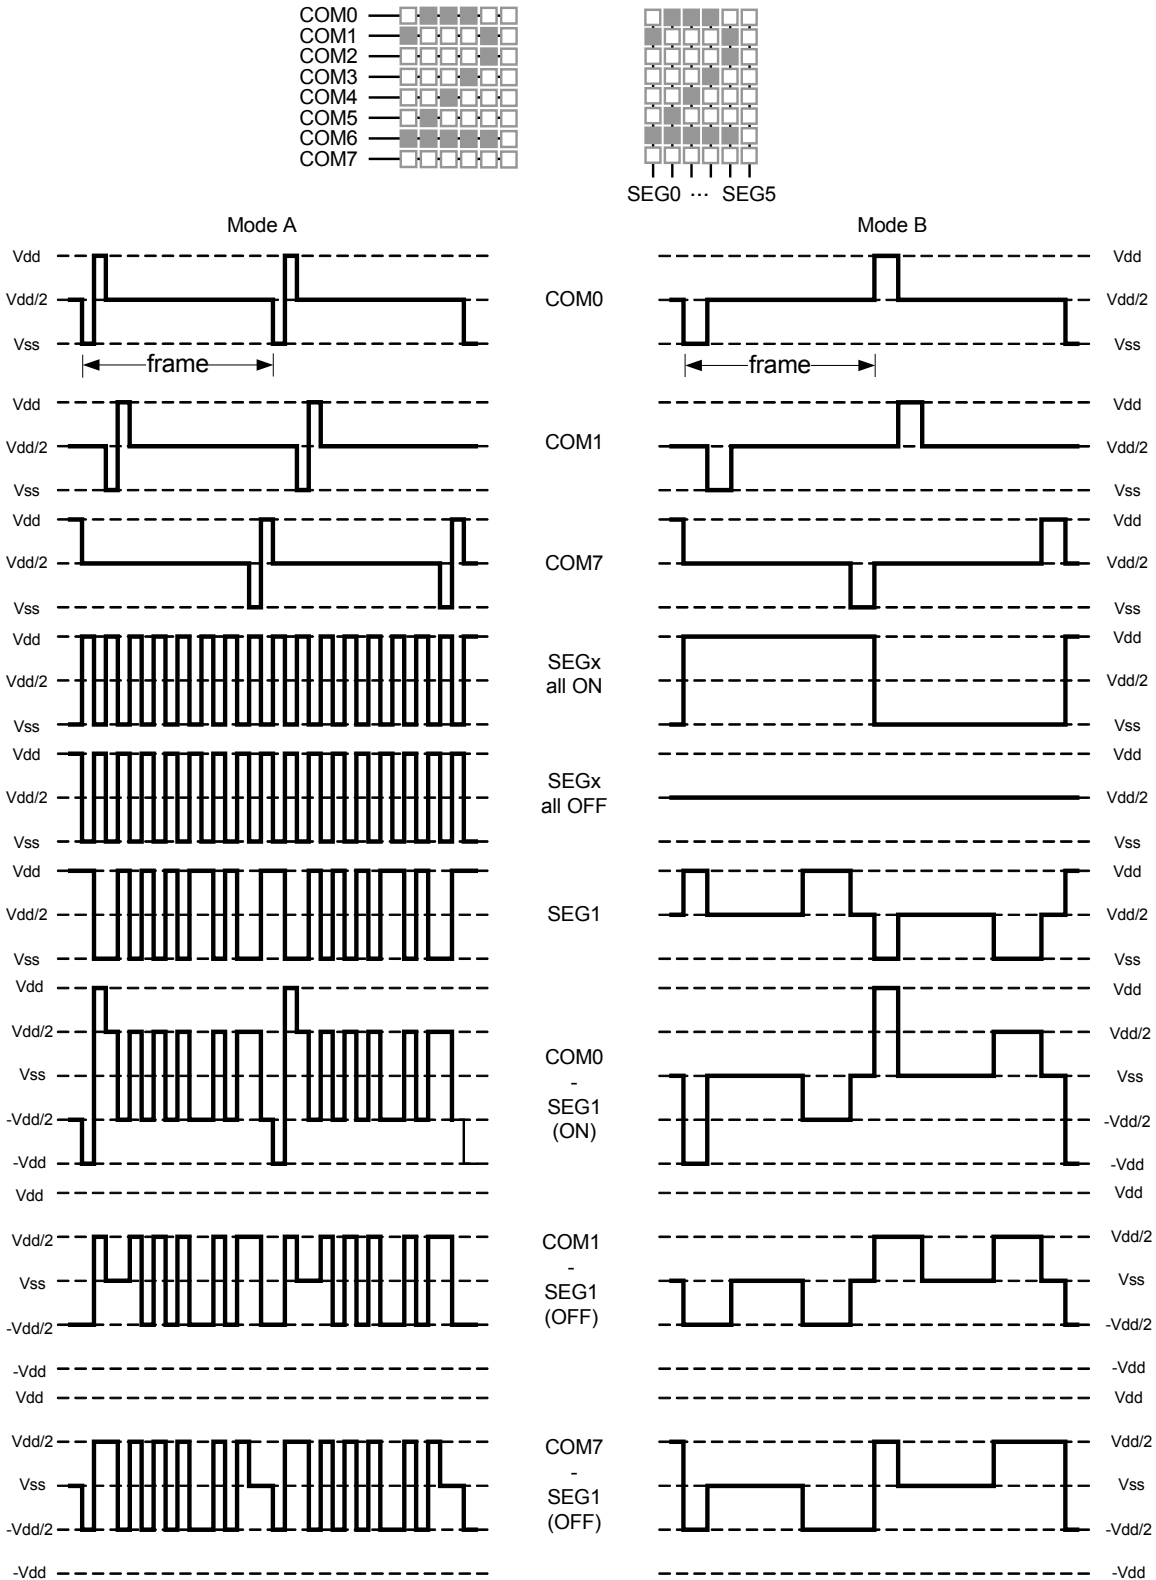 COM0
COM1
COM2
COM3
COM4
COM5
COM6
COM7
SEG0 ... SEG5
Mode A
Mode B
Vdd
Vdd/2
Vss
frame
COM0
Vdd
Vdd/2
Vss
frame
Vdd
Vdd/2
Vss
COM1
Vdd
Vdd/2
Vss
Vdd
Vdd/2
Vss
COM7
Vdd
Vdd/2
Vss
Vdd
Vdd/2
Vss
SEGx
all ON
Vdd
Vdd/2
Vss
Vdd
Vdd/2
Vss
SEGx
all OFF
Vdd
Vdd/2
Vss
Vdd
Vdd/2
Vss
SEG1
Vdd
Vdd/2
Vss
Vdd
Vdd/2
Vss
-Vdd/2
-Vdd
COM0
-
SEG1
(ON)
Vdd
Vdd/2
Vss
-Vdd/2
-Vdd
Vdd
Vdd/2
Vss
-Vdd/2
-Vdd
COM1
-
SEG1
(OFF)
Vdd
Vdd/2
Vss
-Vdd/2
-Vdd
Vdd
Vdd/2
Vss
-Vdd/2
-Vdd
COM7
-
SEG1
(OFF)
Vdd
Vdd/2
Vss
-Vdd/2
-Vdd